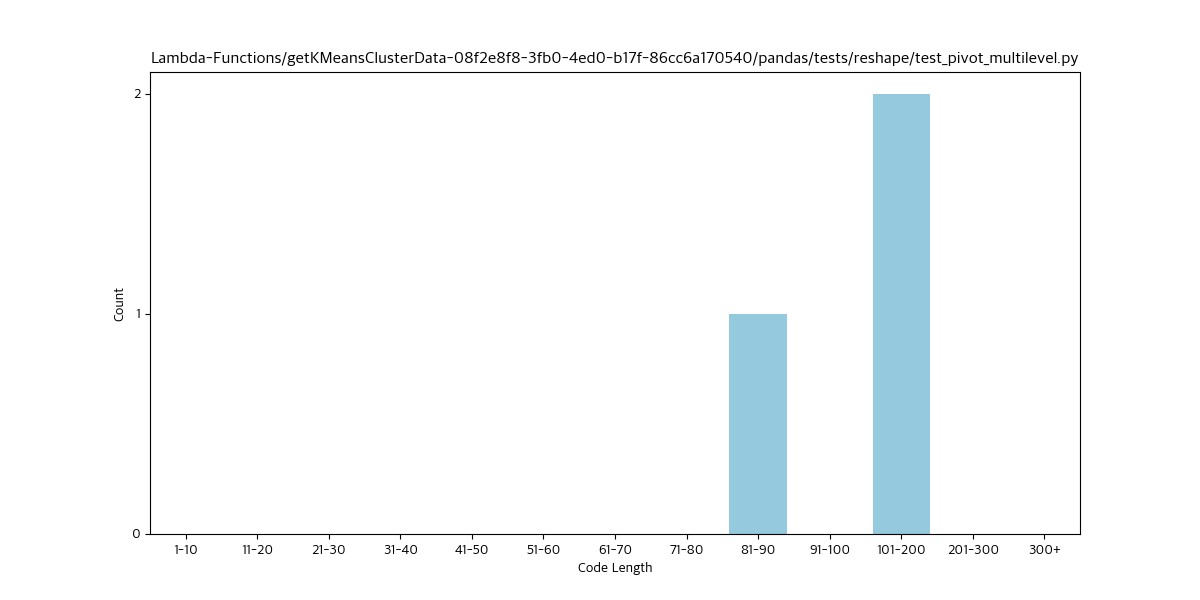 Lambda-Functions/getKMeansClusterData-08f2e8f8-3fb0-4ed0-b17f-86cc6a170540/pandas/tests/reshape/test_pivot_multilevel.py
2
1
0
Count
1-10 11-20 21-30 31-40 41-50 51-60 61-70 71-80 81-90 91-100 101-200 201-300 300+
Code Length